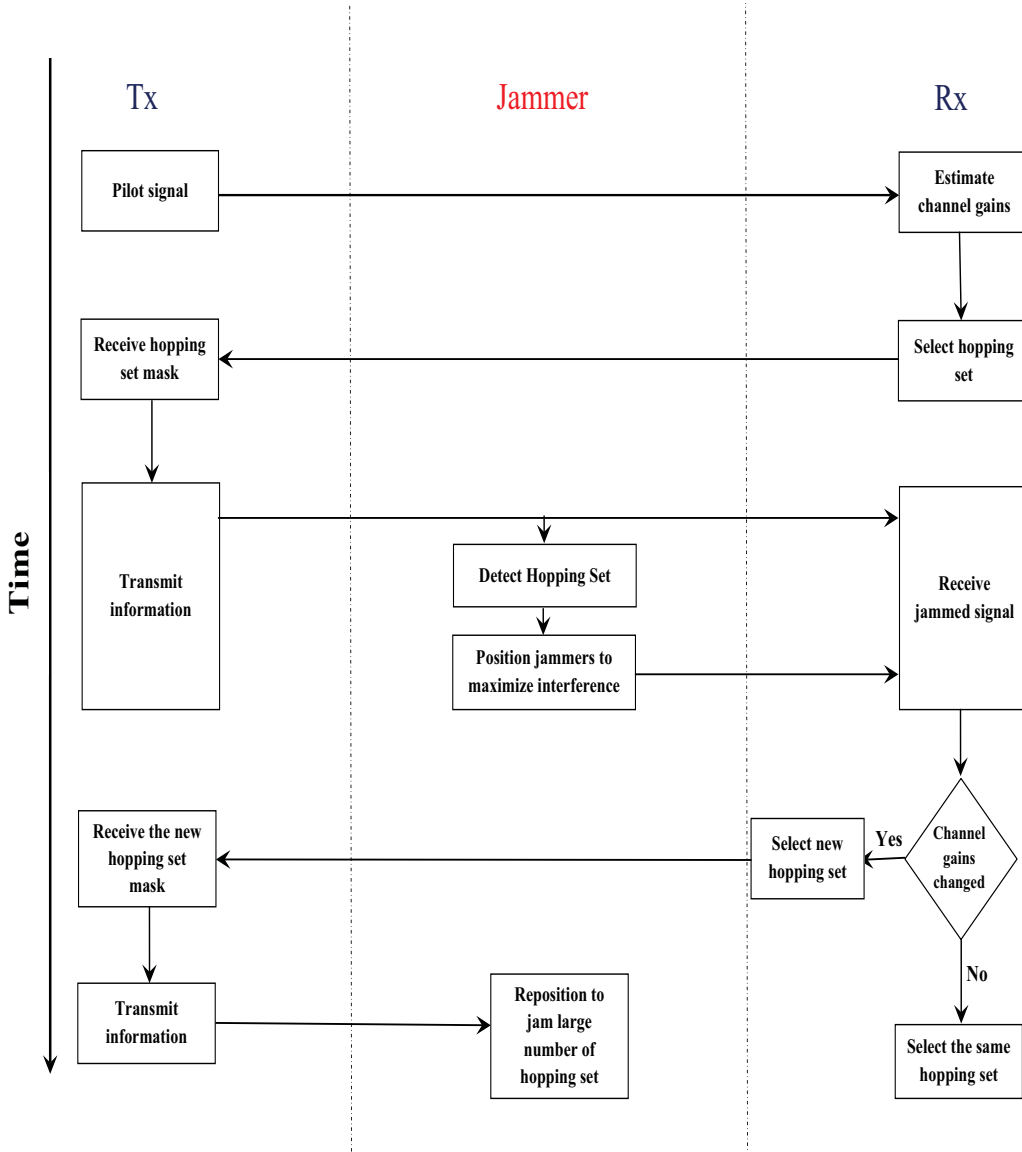 Tx
Jammer
Rx
Pilot signal
Estimate
channel gains
Receive hopping
set mask
Select hopping
set
Time
Transmit
information
Detect Hopping Set
Position jammers to
maximize interference
Receive
jammed signal
Receive the new
hopping set
mask
Select new
hopping set
Yes
Channel
gains
changed
No
Transmit
information
Reposition to
jam large
number of
hopping set
Select the same
hopping set